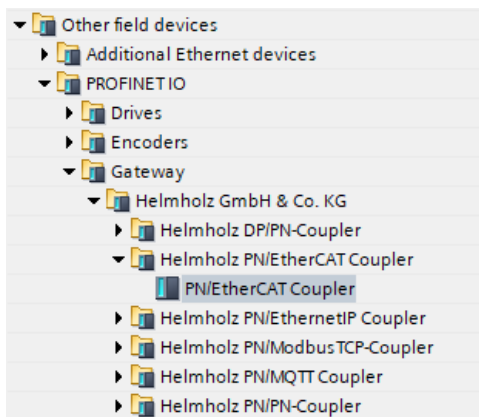 Other field devices
Additional Ethernet devices
PROFINET IO
Drives
Encoders
Gateway
Helmholz GmbH & Co. KG
Helmholz DP/PN-Coupler
Helmholz PN/EtherCAT Coupler
PN/EtherCAT Coupler
Helmholz PN/EthernetIP Coupler
Helmholz PN/ModbusTCP-Coupler
Helmholz PN/MQTT Coupler
Helmholz PN/PN-Coupler